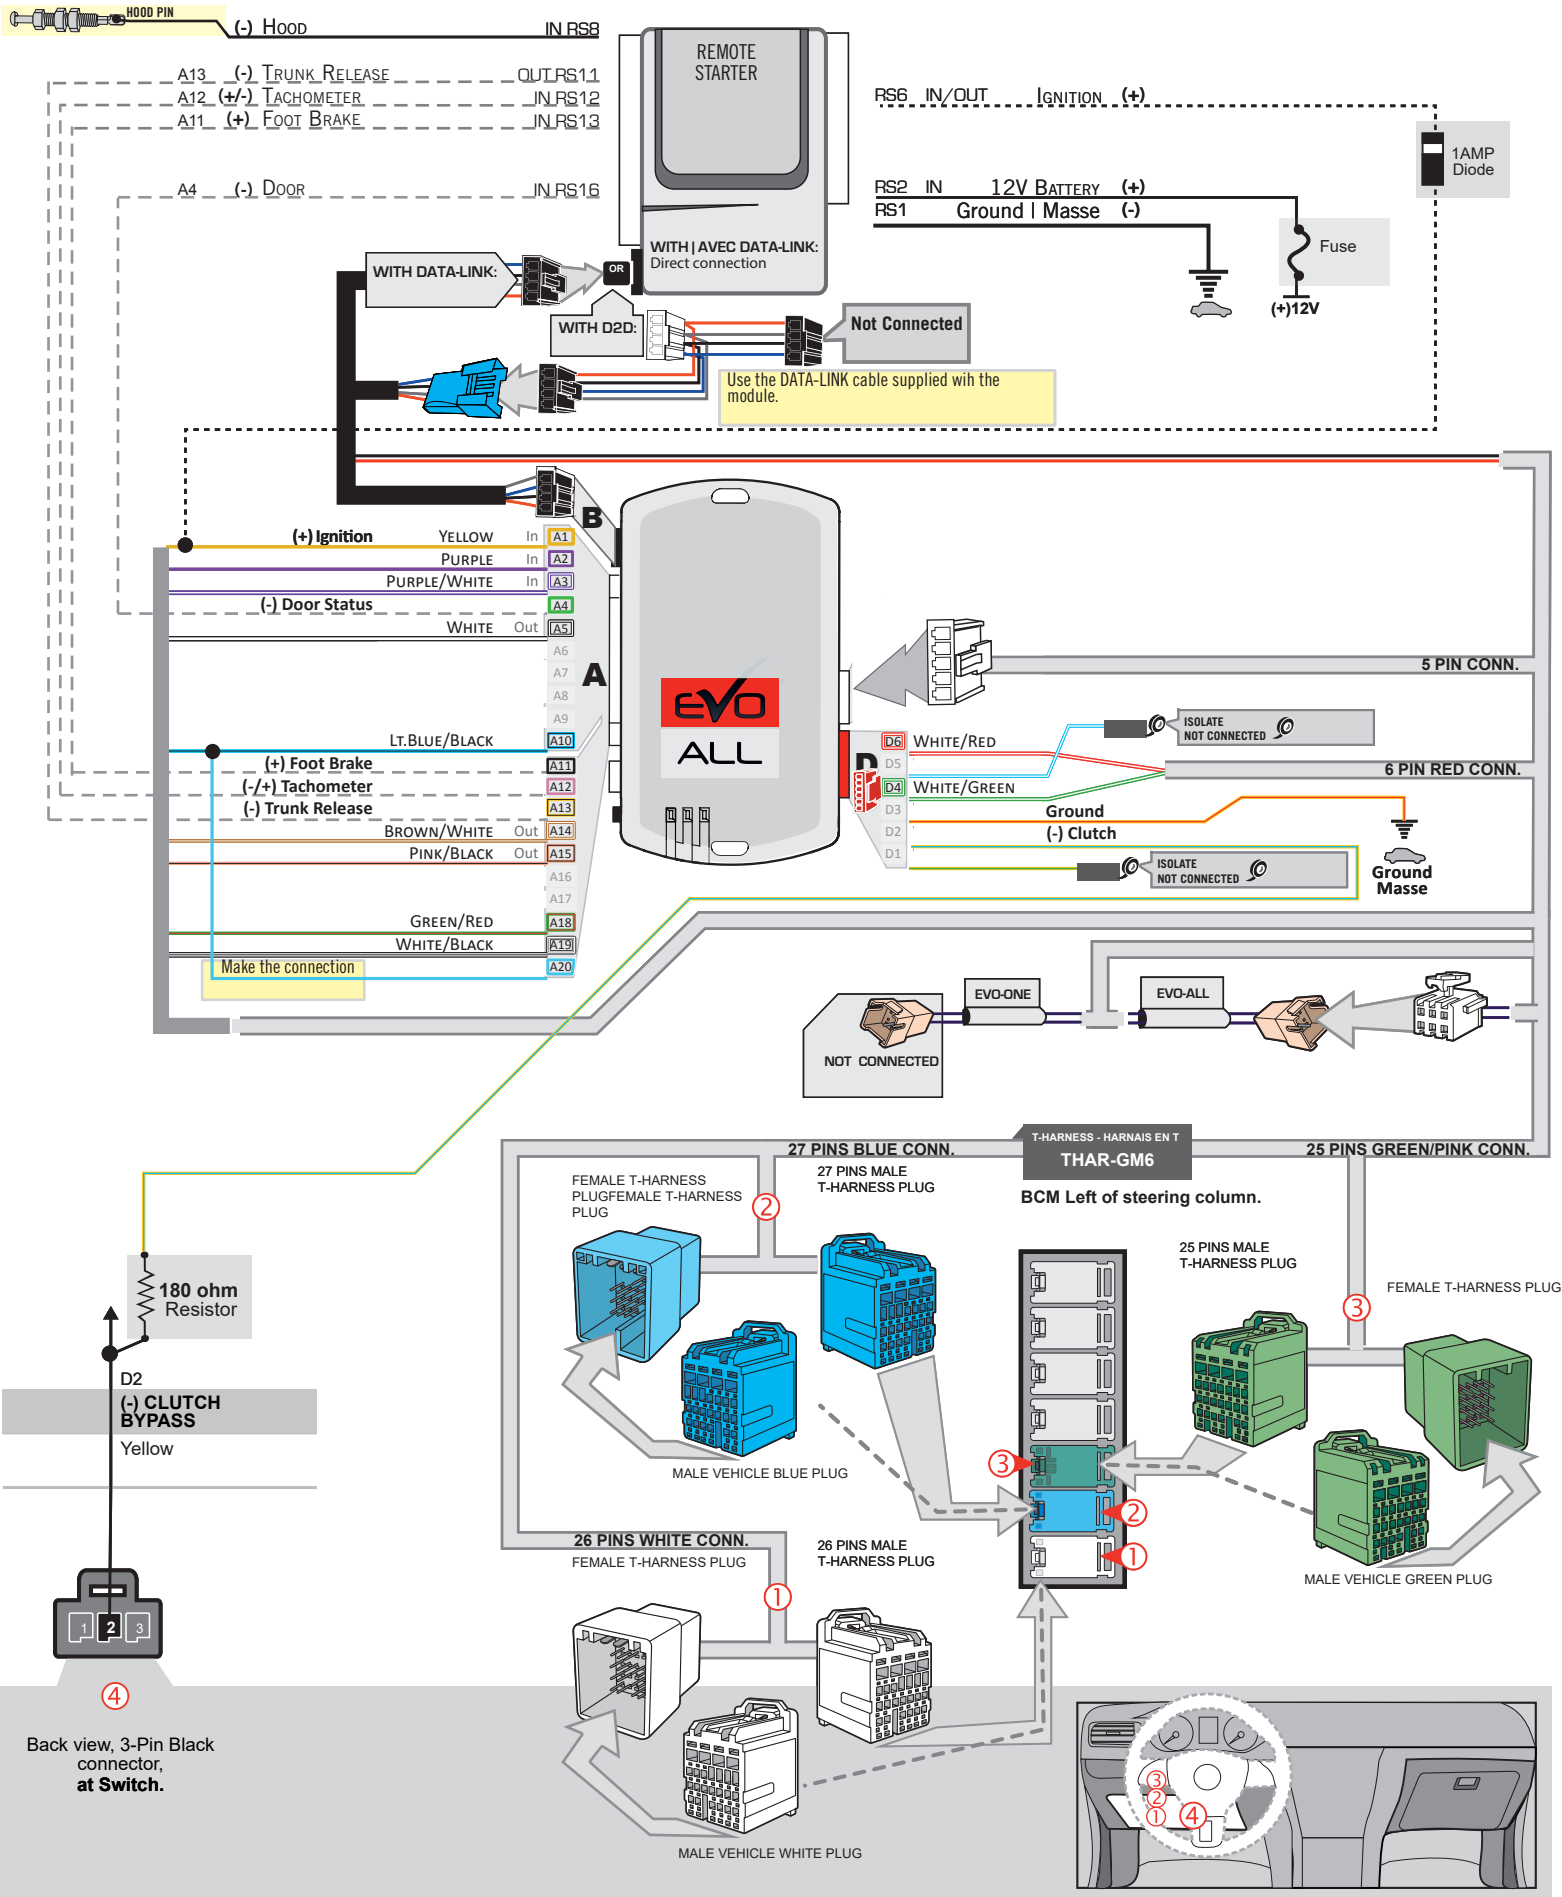 HOOD PIN
(-) Hood
IN RS8
A13 (-) Trunk Release OUT RS11
A12 (+/-) Tachometer IN RS12
A11 (+) Foot Brake IN RS13
A4 (-) Door IN RS16
REMOTE
STARTER
WITH | AVEC DATA-LINK:
Direct connection
RS6 IN/OUT Ignition (+)
1AMP
Diode
RS2 IN 12V Battery (+)
RS1 Ground | Masse (-)
Fuse
(+)12V
WITH DATA-LINK:
OR
WITH D2D:
Not Connected
Use the DATA-LINK cable supplied wih the
module.
B
A
D
(+) Ignition Yellow In A1
Purple In A2
Purple/White In A3
(-) Door Status A4
White Out A5
A6
A7
A8
A9
Lt.Blue/Black A10
(+) Foot Brake A11
(-/+) Tachometer A12
(-) Trunk Release A13
Brown/White Out A14
Pink/Black Out A15
A16
A17
Green/Red A18
White/Black A19
A20
Make the connection
EVO
ALL
5 PIN CONN.
ISOLATE
NOT CONNECTED
D6 White/Red
D5
D4 White/Green
D3
D2
D1
6 PIN RED CONN.
Ground
(-) Clutch
ISOLATE
NOT CONNECTED
Ground
Masse
EVO-ONE
EVO-ALL
NOT CONNECTED
27 PINS BLUE CONN.
T-HARNESS - HARNAIS EN T
THAR-GM6
25 PINS GREEN/PINK CONN.
BCM Left of steering column.
FEMALE T-HARNESS
PLUGFEMALE T-HARNESS
PLUG
2
27 PINS MALE
T-HARNESS PLUG
25 PINS MALE
T-HARNESS PLUG
3
FEMALE T-HARNESS PLUG
MALE VEHICLE BLUE PLUG
3
2
1
MALE VEHICLE GREEN PLUG
26 PINS WHITE CONN.
FEMALE T-HARNESS PLUG
26 PINS MALE
T-HARNESS PLUG
1
MALE VEHICLE WHITE PLUG
180 ohm
Resistor
D2
(-) CLUTCH
BYPASS
Yellow
1 2 3
4
Back view, 3-Pin Black
connector,
at Switch.
3
2
1
4